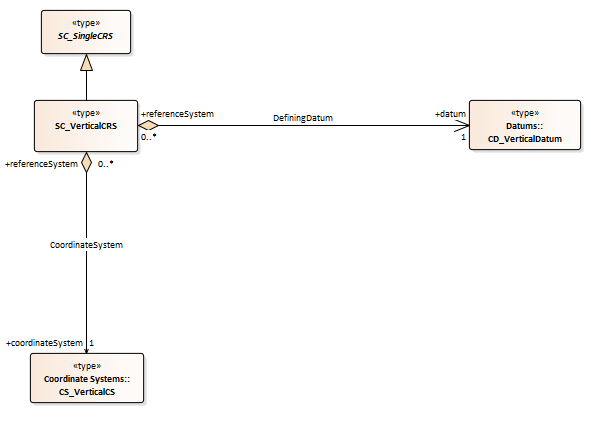 «type»
SC_SingleCRS
«type»
SC_VerticalCRS
+referenceSystem
0..*
DefiningDatum
+datum
1
«type»
Datums::
CD_VerticalDatum
+referenceSystem
0..*
CoordinateSystem
+coordinateSystem
1
«type»
Coordinate Systems::
CS_VerticalCS